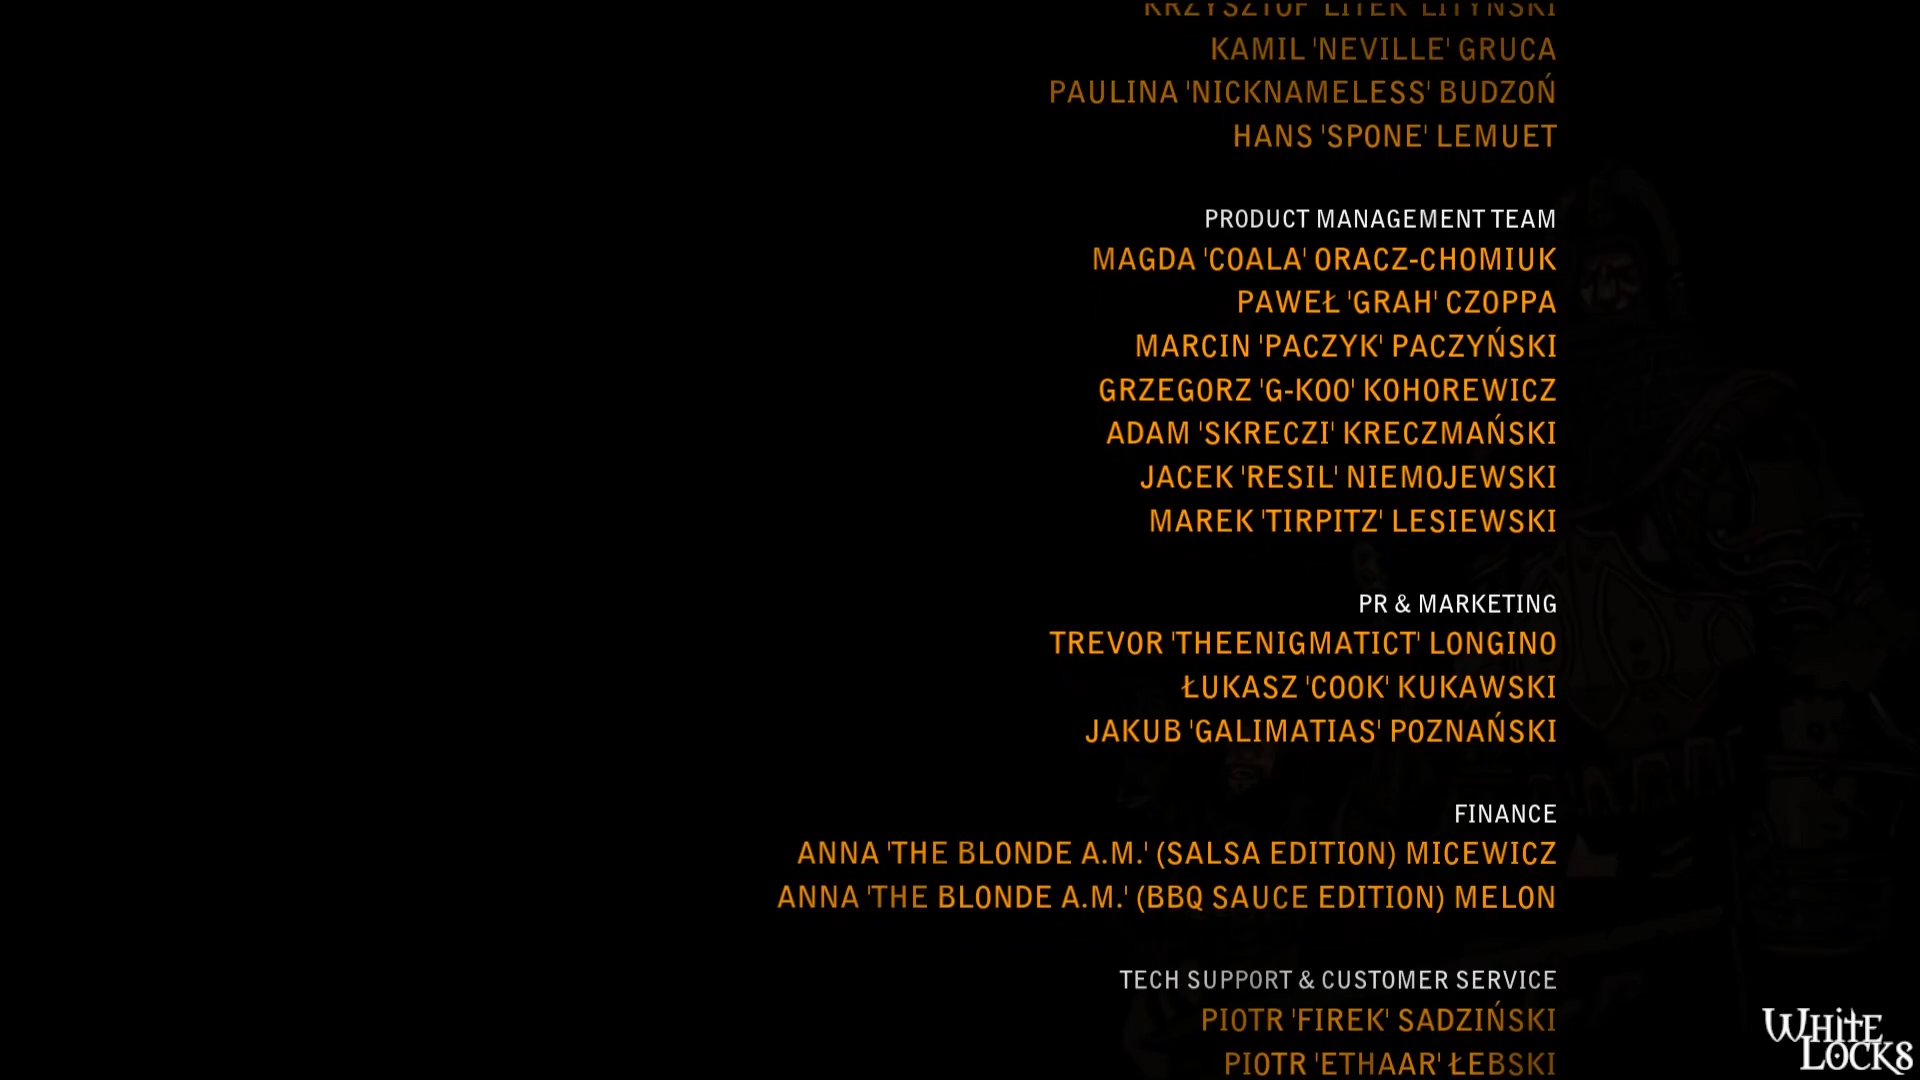 KRZYSZTOF 'LITEK' LITYŃSKI
KAMIL 'NEVILLE' GRUCA
PAULINA 'NICKNAMELESS' BUDZOŃ
HANS 'SPONE' LEMUET
PRODUCT MANAGEMENT TEAM
MAGDA 'COALA' ORACZ-CHOMIUK
PAWEŁ 'GRAH' CZOPPA
MARCIN 'PACZYK' PACZYŃSKI
GRZEGORZ 'G-KOO' KOHOREWICZ
ADAM 'SKRECZI' KRECZMAŃSKI
JACEK 'RESIL' NIEMOJEWSKI
MAREK 'TIRPITZ' LESIEWSKI
PR & MARKETING
TREVOR 'THEENIGMATICT' LONGINO
ŁUKASZ 'COOK' KUKAWSKI
JAKUB 'GALIMATIAS' POZNAŃSKI
FINANCE
ANNA 'THE BLONDE A.M.' (SALSA EDITION) MICEWICZ
ANNA 'THE BLONDE A.M.' (BBQ SAUCE EDITION) MELON
TECH SUPPORT & CUSTOMER SERVICE
PIOTR 'FIREK' SADZIŃSKI
PIOTR 'ETHAAR' ŁEBSKI
WHITE
LOCKS